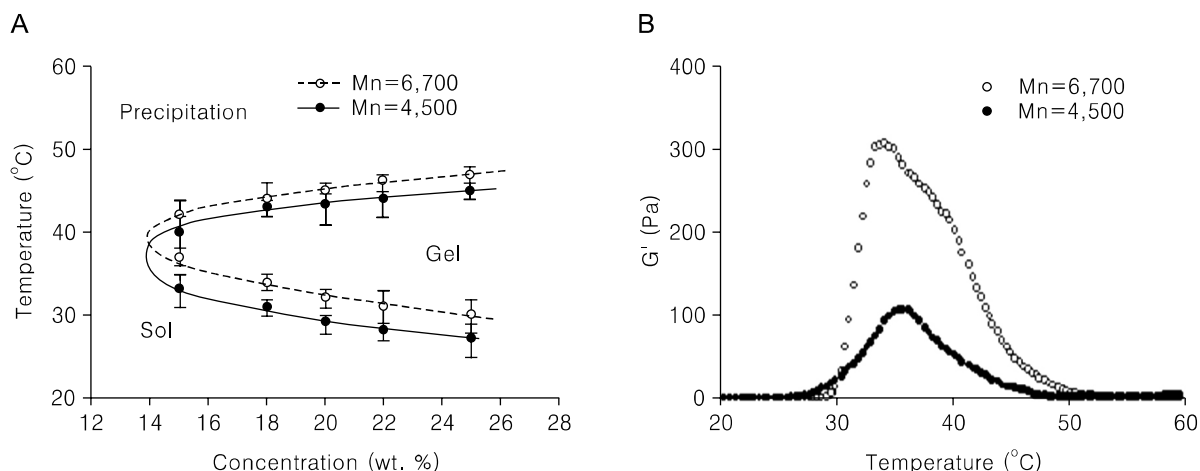 A
60
50
40
30
20
Temperature (°C)
Mn=6,700
Mn=4,500
Precipitation
Gel
Sol
12 14 16 18 20 22 24 26 28
Concentration (wt. %)
B
400
300
200
100
0
G' (Pa)
Mn=6,700
Mn=4,500
20 30 40 50 60
Temperature (°C)